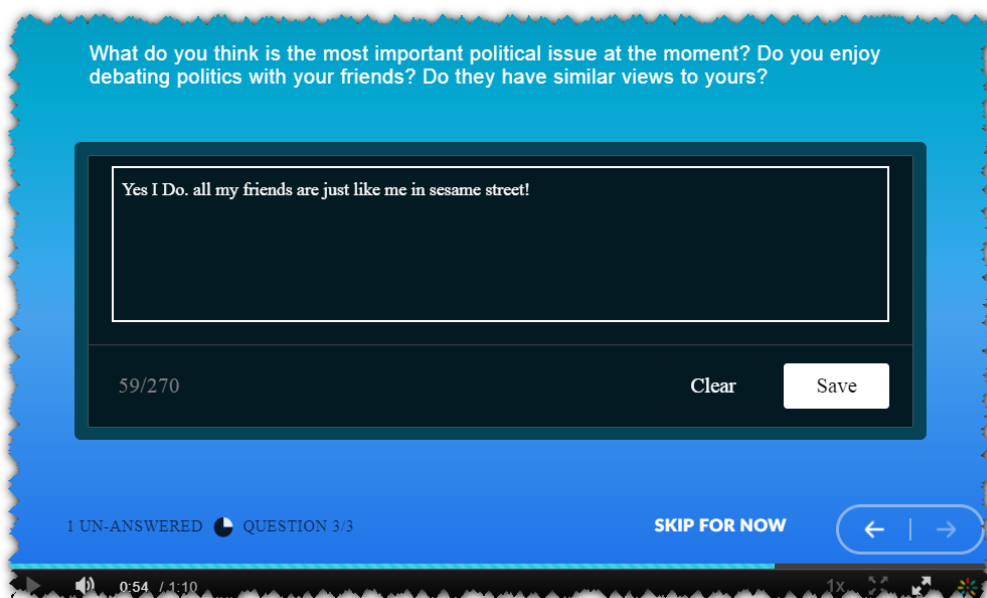 What do you think is the most important political issue at the moment? Do you enjoy
debating politics with your friends? Do they have similar views to yours?
Yes I Do. all my friends are just like me in sesame street!
59/270
Clear
Save
1 UN-ANSWERED
QUESTION 3/3
SKIP FOR NOW
0:54 / 1:10
1x